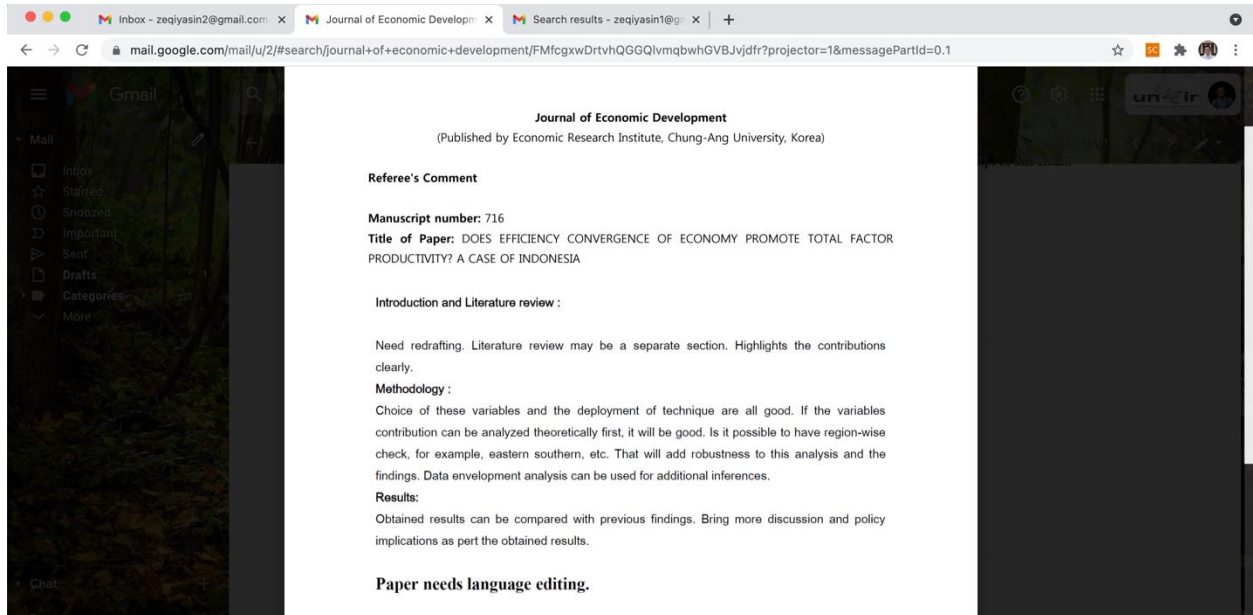 Inbox - zeqiyasin2@gmail.com
Journal of Economic Developm
Search results - zeqiyasin1@g
mail.google.com/mail/u/2/#search/journal+of+economic+development/FMfcgxwDrtvhQGGQlvmqbwhGVBJvjdfr?projector=1&messagePartId=0.1
SC
Gmail
Mail
Inbox
Starred
Snoozed
Important
Sent
Drafts 1
Categories
More
Chat
Journal of Economic Development
(Published by Economic Research Institute, Chung-Ang University, Korea)
Referee's Comment
Manuscript number: 716
Title of Paper: DOES EFFICIENCY CONVERGENCE OF ECONOMY PROMOTE TOTAL FACTOR
PRODUCTIVITY? A CASE OF INDONESIA
Introduction and Literature review :
Need redrafting. Literature review may be a separate section. Highlights the contributions
clearly.
Methodology :
Choice of these variables and the deployment of technique are all good. If the variables
contribution can be analyzed theoretically first, it will be good. Is it possible to have region-wise
check, for example, eastern southern, etc. That will add robustness to this analysis and the
findings. Data envelopment analysis can be used for additional inferences.
Results:
Obtained results can be compared with previous findings. Bring more discussion and policy
implications as pert the obtained results.
Paper needs language editing.